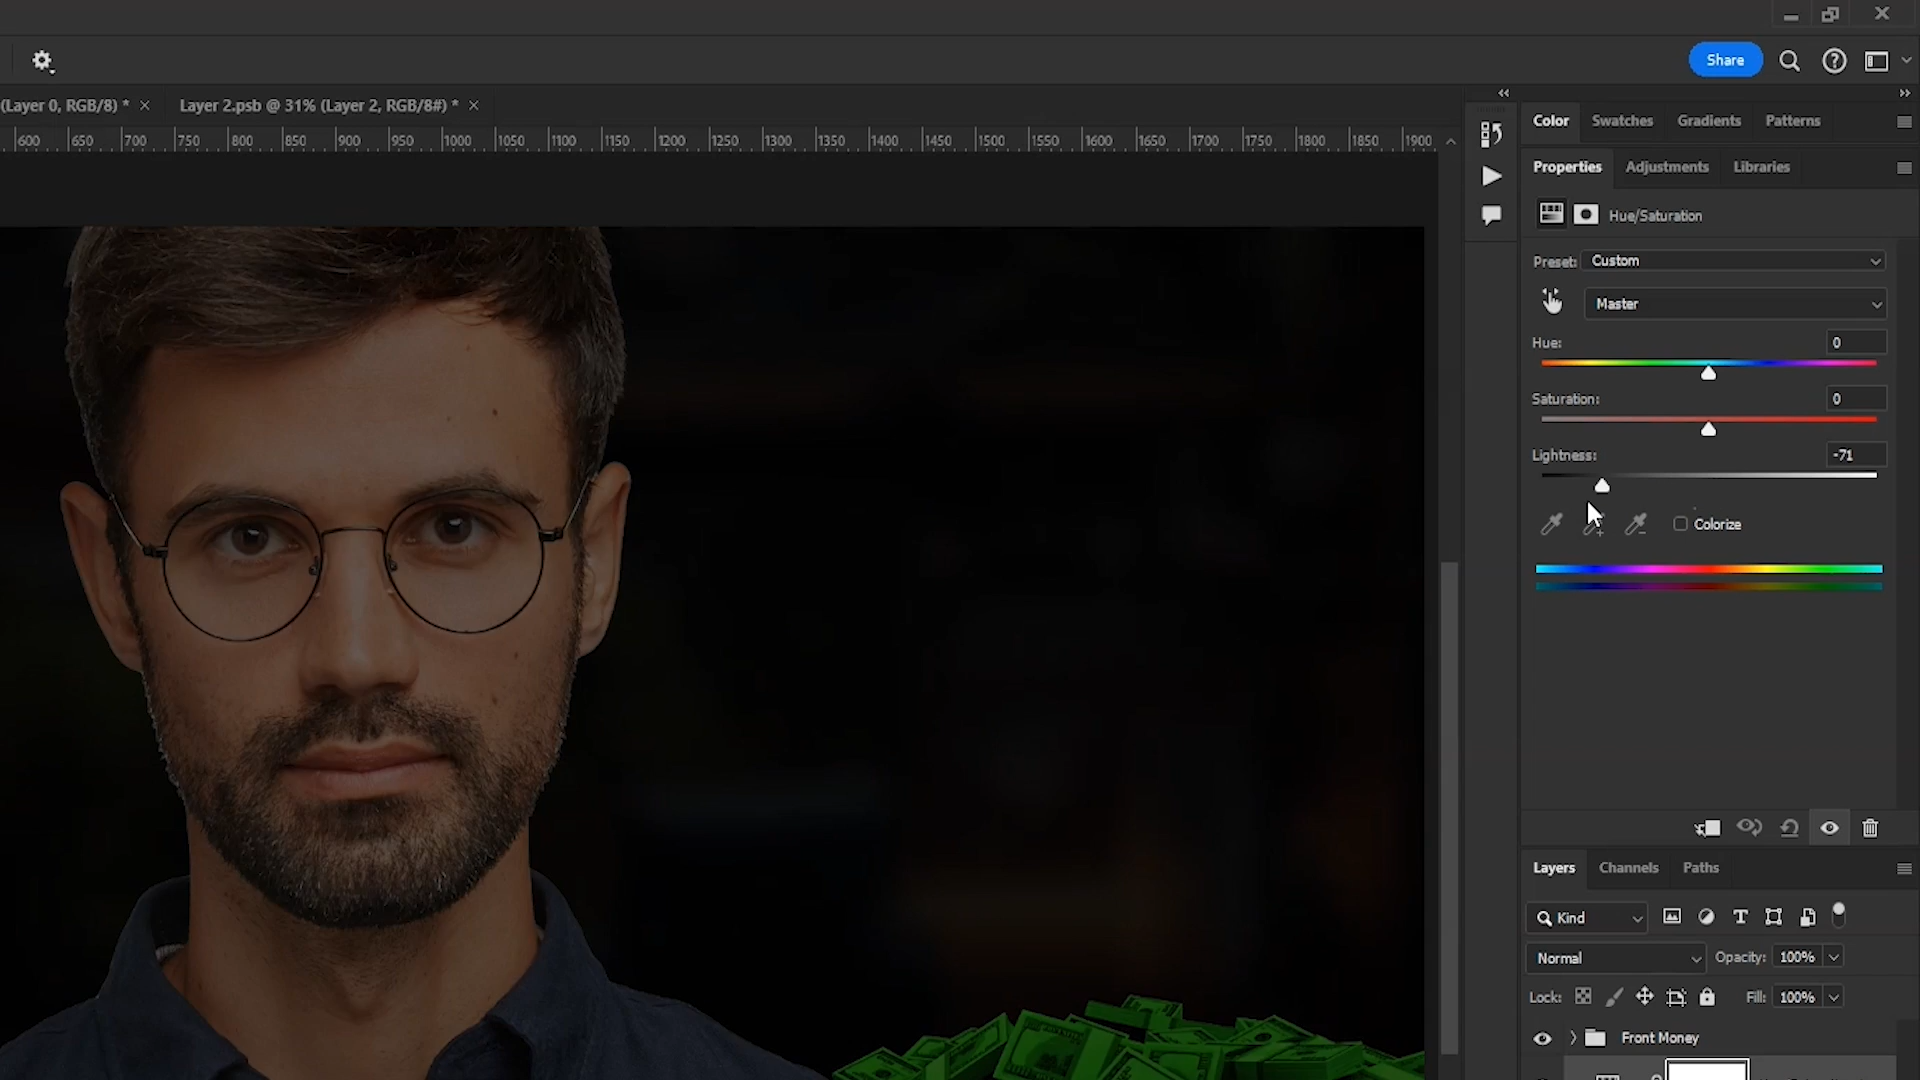 Share
(Layer 0, RGB/8) *
Layer 2.psb @ 31% (Layer 2, RGB/8#) *
600 650 700 750 800 850 900 950 1000 1050 1100 1150 1200 1250 1300 1350 1400 1450 1500 1550 1600 1650 1700 1750 1800 1850 1900
Color Swatches Gradients Patterns
Properties Adjustments Libraries
Hue/Saturation
Preset: Custom
Master
Hue: 0
Saturation: 0
Lightness: -71
Colorize
Layers Channels Paths
Kind
Normal Opacity: 100%
Lock: Fill: 100%
Front Money